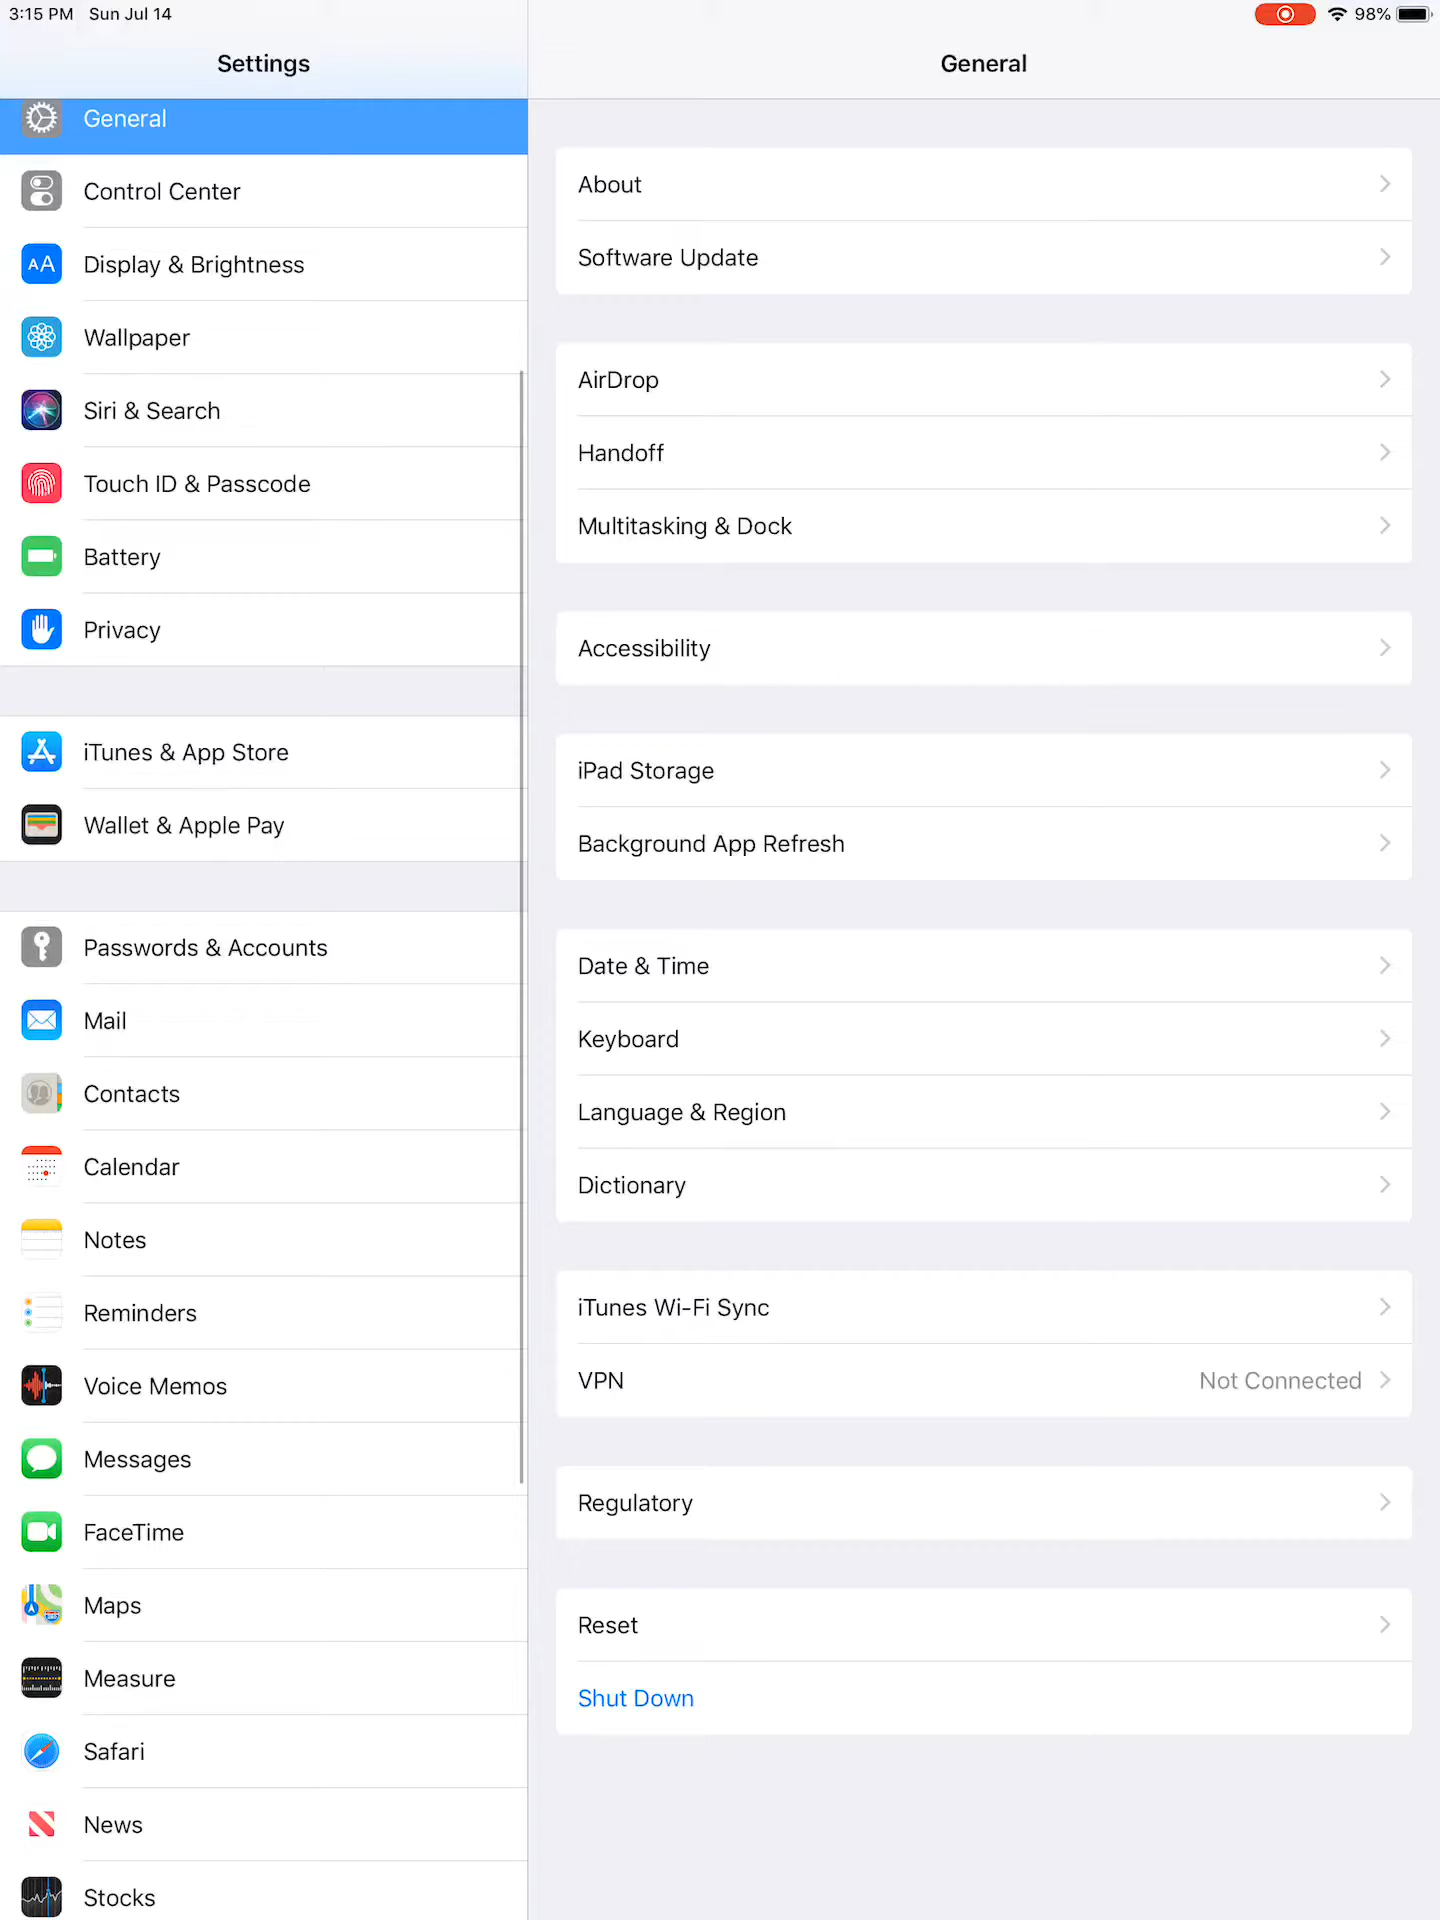 3:15 PM Sun Jul 14
98%
Settings
General
Control Center
Display & Brightness
Wallpaper
Siri & Search
Touch ID & Passcode
Battery
Privacy
iTunes & App Store
Wallet & Apple Pay
Passwords & Accounts
Mail
Contacts
Calendar
Notes
Reminders
Voice Memos
Messages
FaceTime
Maps
Measure
Safari
News
Stocks
General
About
Software Update
AirDrop
Handoff
Multitasking & Dock
Accessibility
iPad Storage
Background App Refresh
Date & Time
Keyboard
Language & Region
Dictionary
iTunes Wi-Fi Sync
VPN Not Connected
Regulatory
Reset
Shut Down